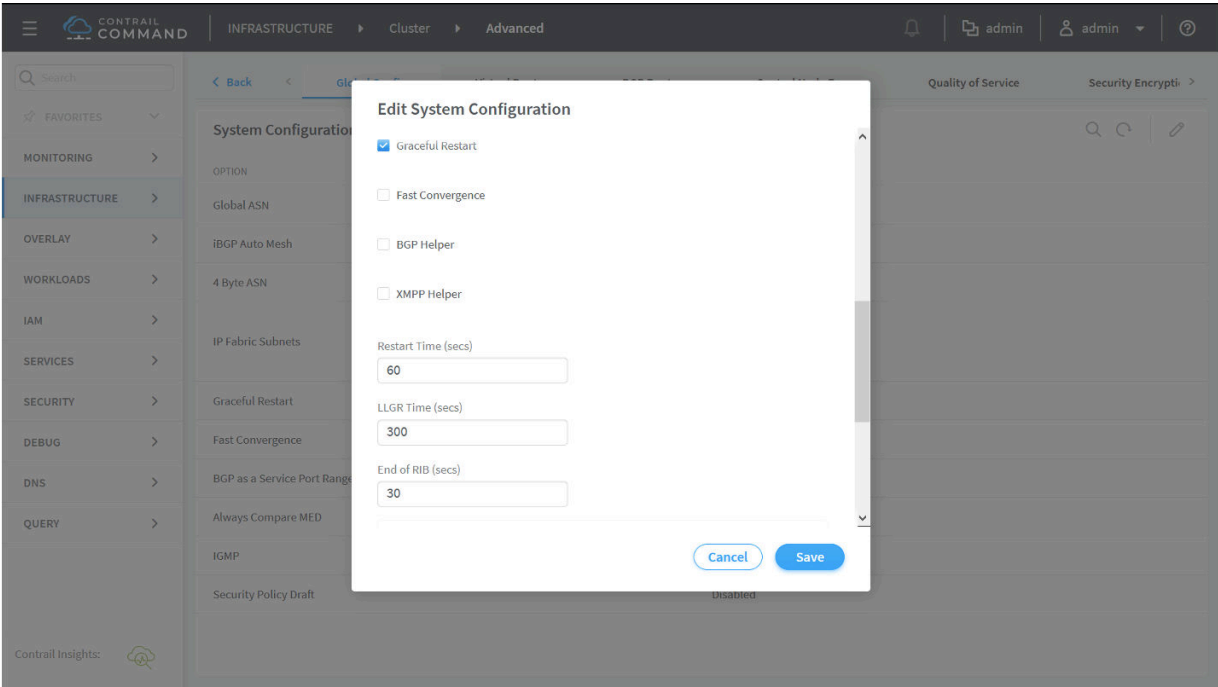 CONTRAIL
COMMAND
INFRASTRUCTURE
Cluster
Advanced
admin
admin
Search
Back
Quality of Service
Security Encrypti
FAVORITES
MONITORING
INFRASTRUCTURE
OVERLAY
WORKLOADS
IAM
SERVICES
SECURITY
DEBUG
DNS
QUERY
Contrail Insights:
System Configuration
OPTION
Global ASN
iBGP Auto Mesh
4 Byte ASN
IP Fabric Subnets
Graceful Restart
Fast Convergence
BGP as a Service Port Range
Always Compare MED
IGMP
Security Policy Draft
Disabled
Edit System Configuration
Graceful Restart
Fast Convergence
BGP Helper
XMPP Helper
Restart Time (secs)
60
LLGR Time (secs)
300
End of RIB (secs)
30
Cancel
Save